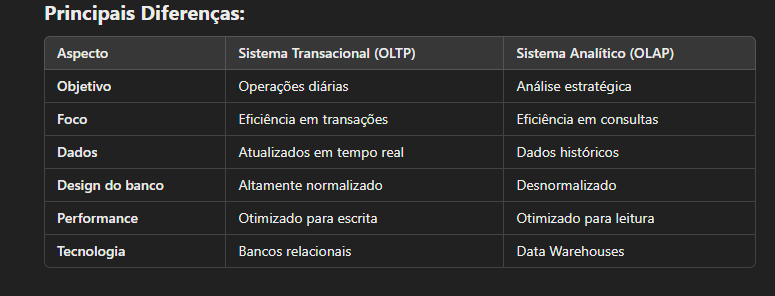 Principais Diferenças:
Aspecto Sistema Transacional (OLTP) Sistema Analítico (OLAP)
Objetivo Operações diárias Análise estratégica
Foco Eficiência em transações Eficiência em consultas
Dados Atualizados em tempo real Dados históricos
Design do banco Altamente normalizado Desnormalizado
Performance Otimizado para escrita Otimizado para leitura
Tecnologia Bancos relacionais Data Warehouses